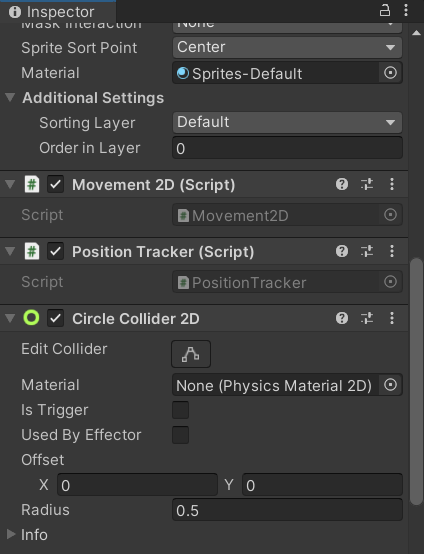 Inspector
Mask Interaction None
Sprite Sort Point Center
Material Sprites-Default
Additional Settings
Sorting Layer Default
Order in Layer 0
# Movement 2D (Script)
Script # Movement2D
# Position Tracker (Script)
Script # PositionTracker
Circle Collider 2D
Edit Collider
Material None (Physics Material 2D)
Is Trigger
Used By Effector
Offset
X 0 Y 0
Radius 0.5
Info